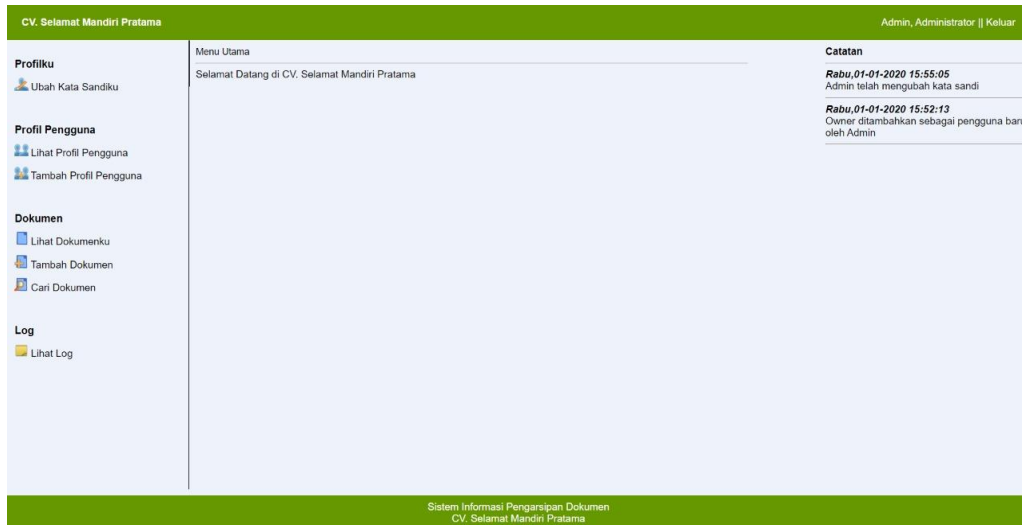 CV. Selamat Mandiri Pratama
Admin, Administrator || Keluar
Profilku
Ubah Kata Sandiku
Profil Pengguna
Lihat Profil Pengguna
Tambah Profil Pengguna
Dokumen
Lihat Dokumenku
Tambah Dokumen
Cari Dokumen
Log
Lihat Log
Menu Utama
Selamat Datang di CV. Selamat Mandiri Pratama
Catatan
Rabu,01-01-2020 15:55:05
Admin telah mengubah kata sandi
Rabu,01-01-2020 15:52:13
Owner ditambahkan sebagai pengguna
oleh Admin
Sistem Informasi Pengarsipan Dokumen
CV. Selamat Mandiri Pratama